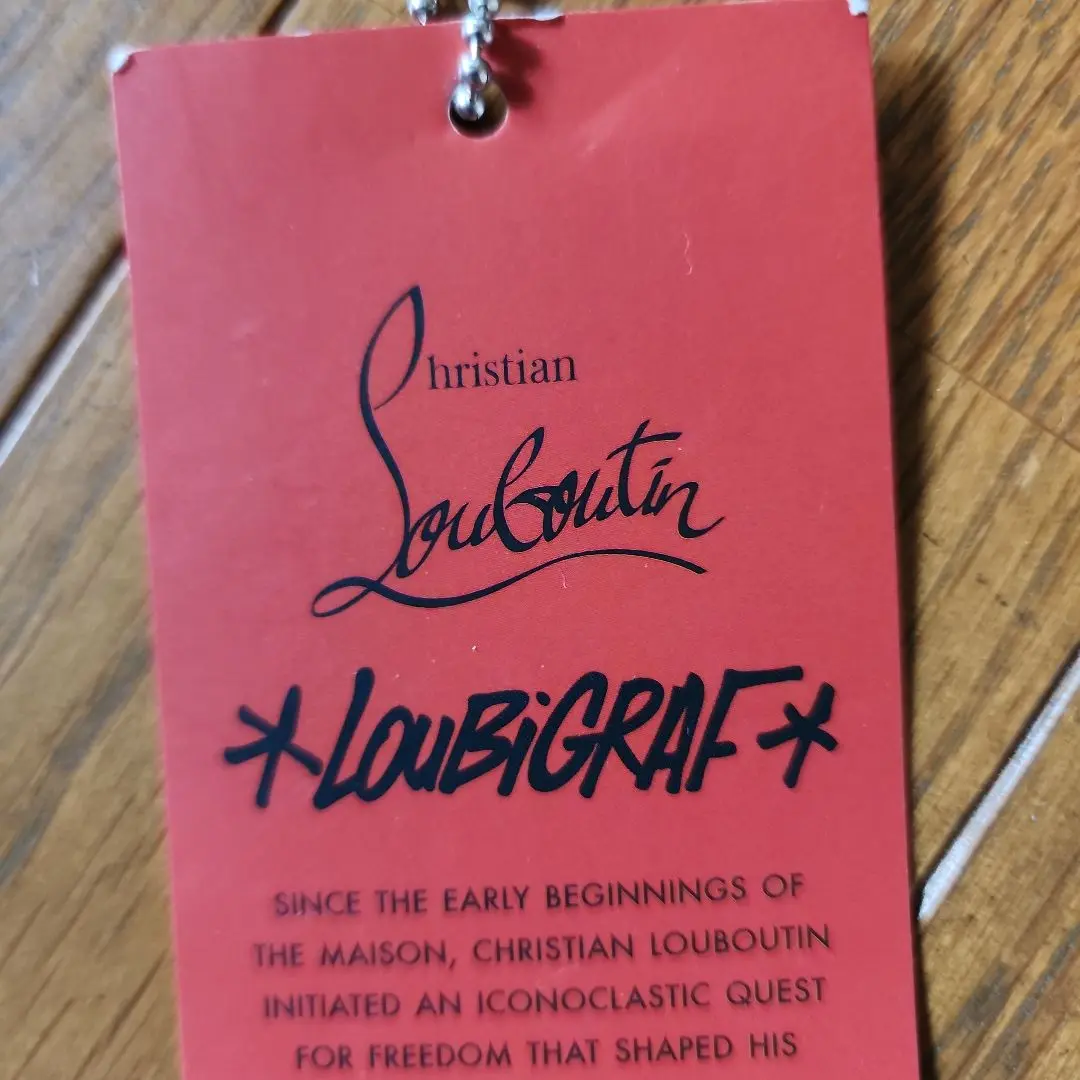 Christian
Louboutin
*LOUBiGRAF*
SINCE THE EARLY BEGINNINGS OF
THE MAISON, CHRISTIAN LOUBOUTIN
INITIATED AN ICONOCLASTIC QUEST
FOR FREEDOM THAT SHAPED HIS